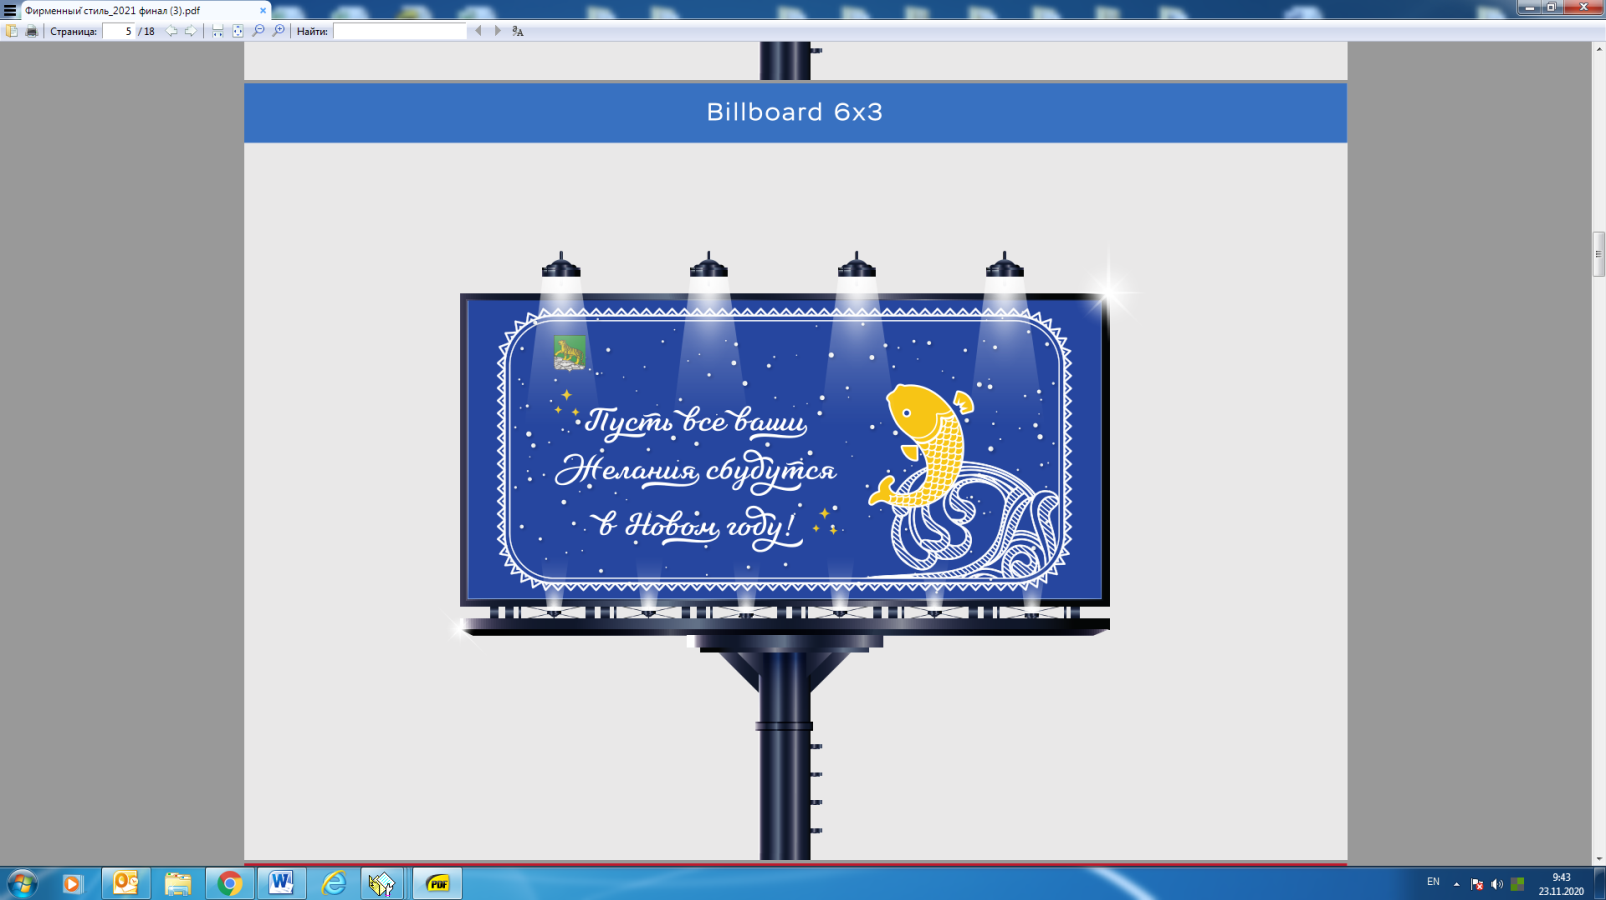 Фирменный стиль_2021 финал (3).pdf
Страница: 5 / 18 Найти:
Billboard 6x3
Пусть все ваши
Желания сбудутся
в Новом году!
PDF
EN
9:43
23.11.2020